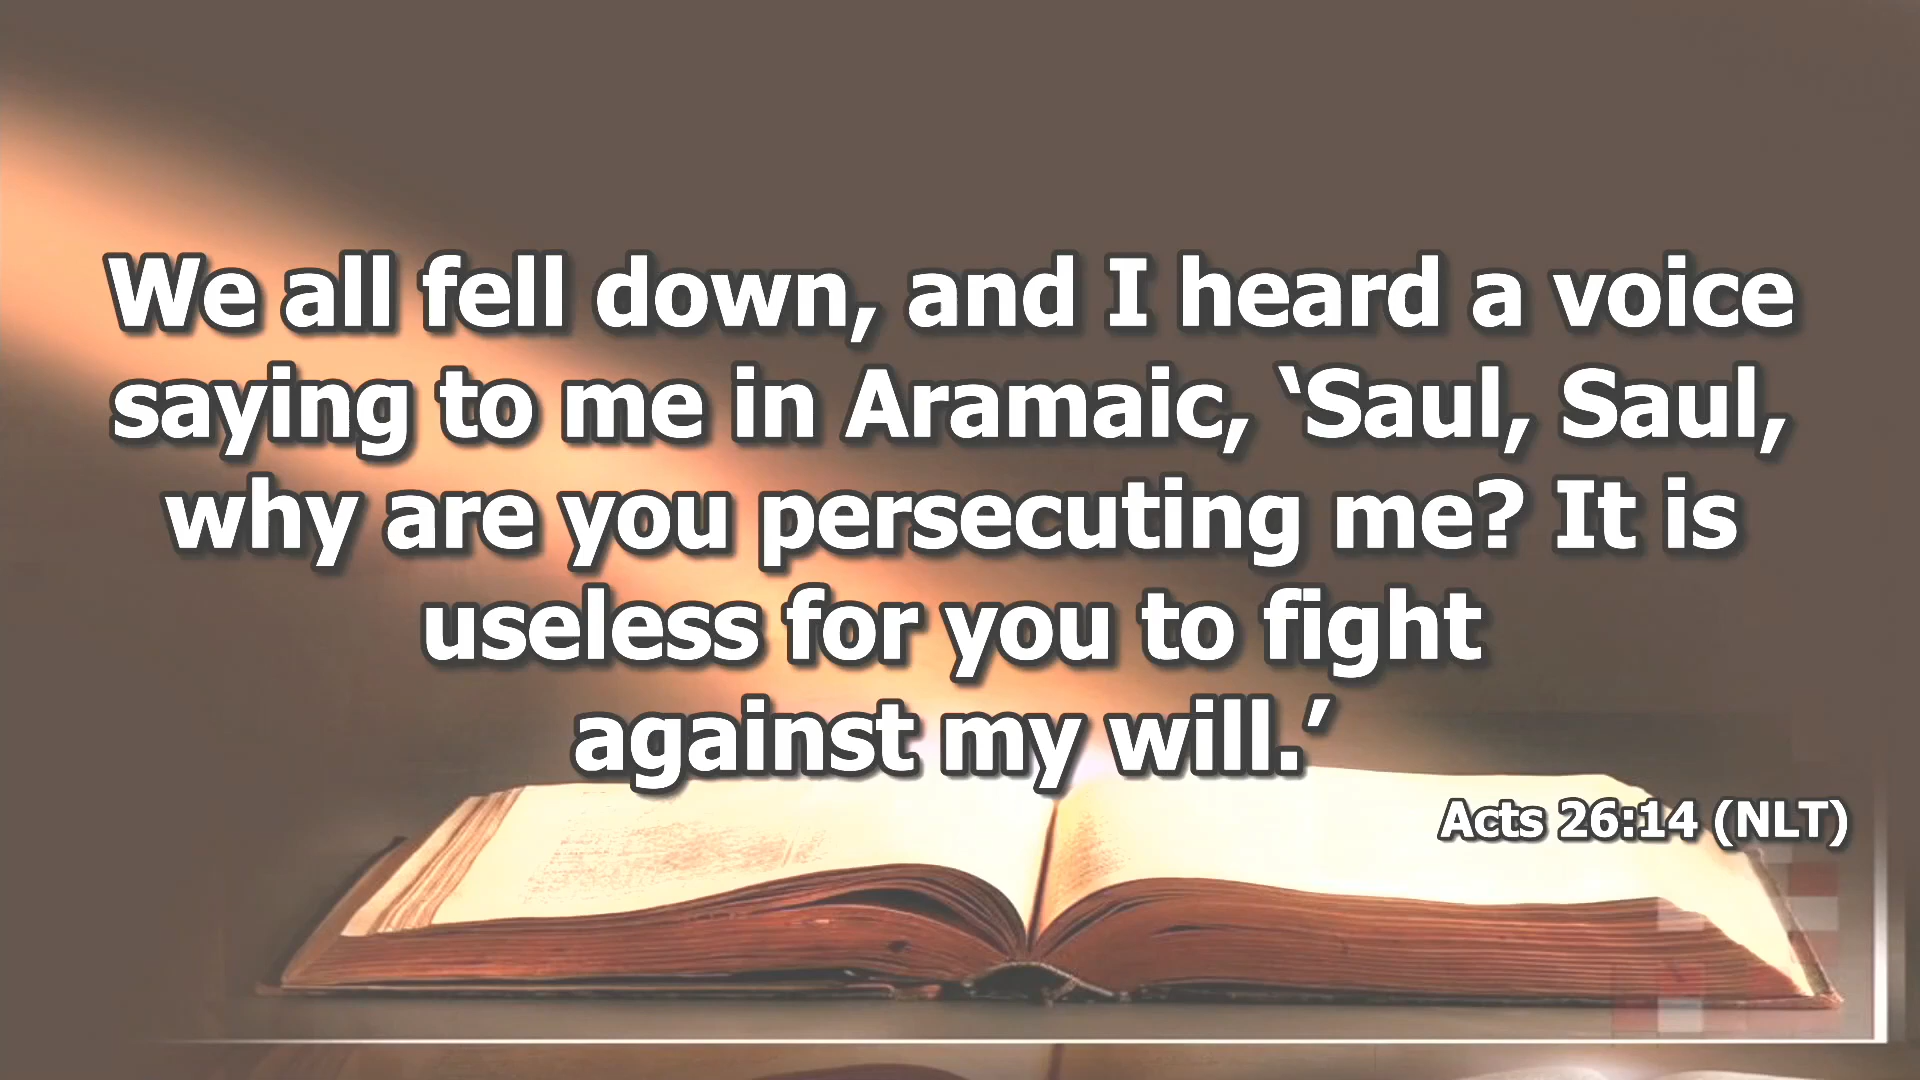 We all fell down, and I heard a voice
saying to me in Aramaic, ‘Saul, Saul,
why are you persecuting me? It is
useless for you to fight
against my will.’
Acts 26:14 (NLT)